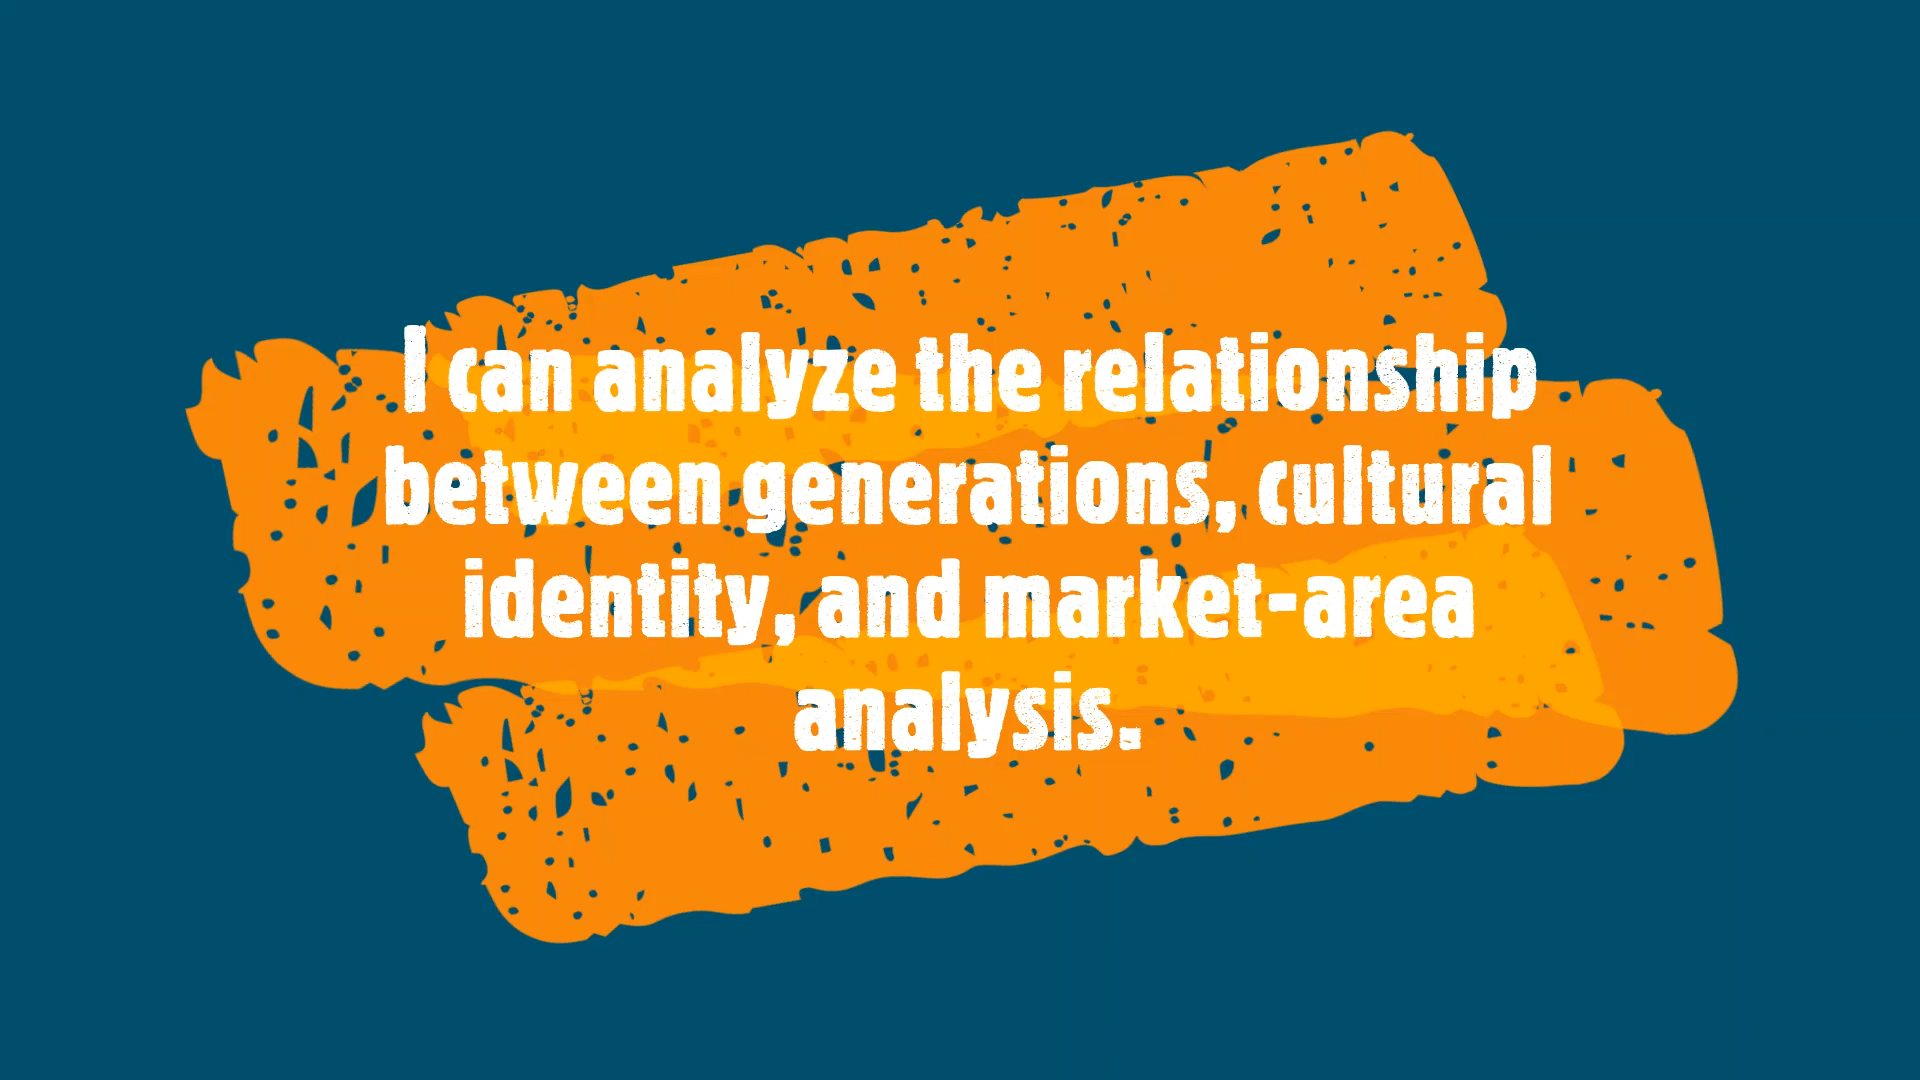 I can analyze the relationship
between generations, cultural
identity, and market-area
analysis.